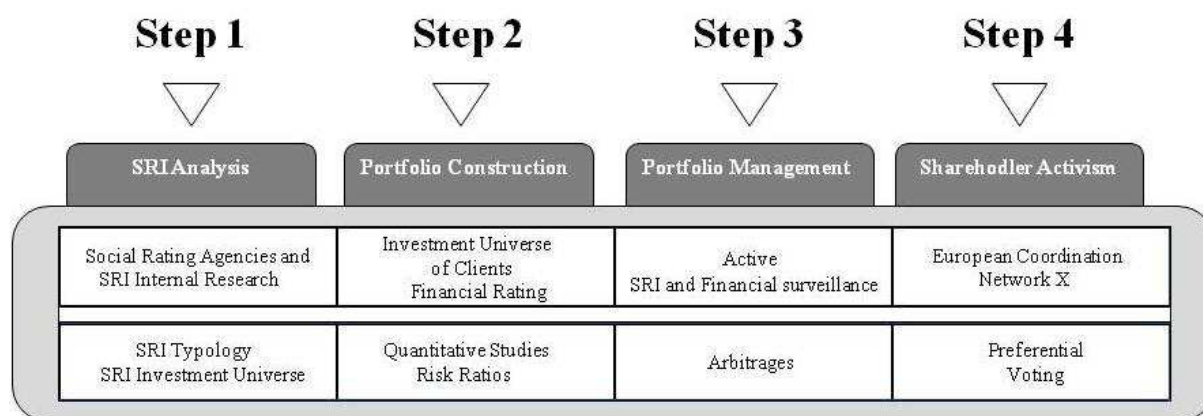 Step 1
Step 2
Step 3
Step 4
SRI Analysis
Portfolio Construction
Portfolio Management
Sharehodler Activism
Social Rating Agencies and
SRI Internal Research
Investment Universe
of Clients
Financial Rating
Active
SRI and Financial surveillance
European Coordination
Network X
SRI Typology
SRI Investment Universe
Quantitative Studies
Risk Ratios
Arbitrages
Preferential
Voting